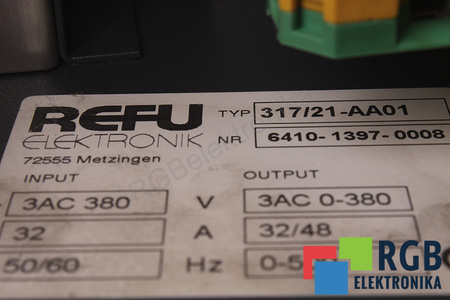 REFU
ELEKTRONIK
TYP 317/21-AA01
NR 6410-1397-0008
72555 Metzingen
INPUT OUTPUT
3AC 380 V 3AC 0-380
32 A 32/48
50/60 Hz
RGB
ELEKTRONIKA